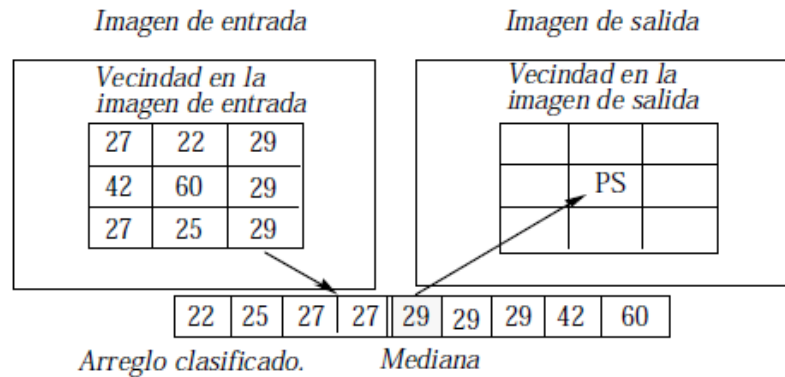 Imagen de entrada
Imagen de salida
Vecindad en la
imagen de entrada
27 22 29
42 60 29
27 25 29
Vecindad en la
imagen de salida
PS
22 25 27 27 29 29 29 42 60
Arreglo clasificado.
Mediana